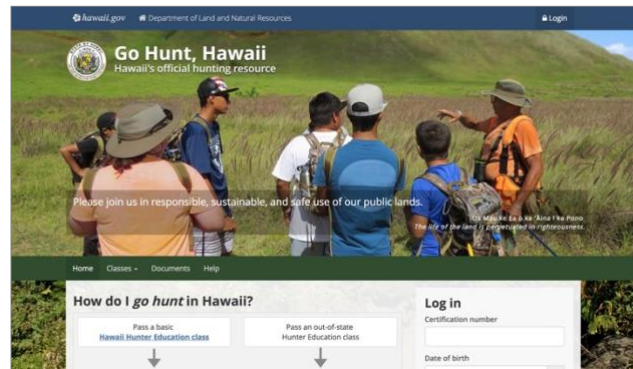 hawaii.gov Department of Land and Natural Resources Login
Go Hunt, Hawaii
Hawaii's official hunting resource
Please join us in responsible, sustainable, and safe use of our public lands.
Ua Mau ke Ea o ka ʻĀina i ka Pono
The life of the land is perpetuated in righteousness.
Home Classes Documents Help
How do I go hunt in Hawaii?
Pass a basic
Hawaii Hunter Education class
Pass an out-of-state
Hunter Education class
Log in
Certification number
Date of birth